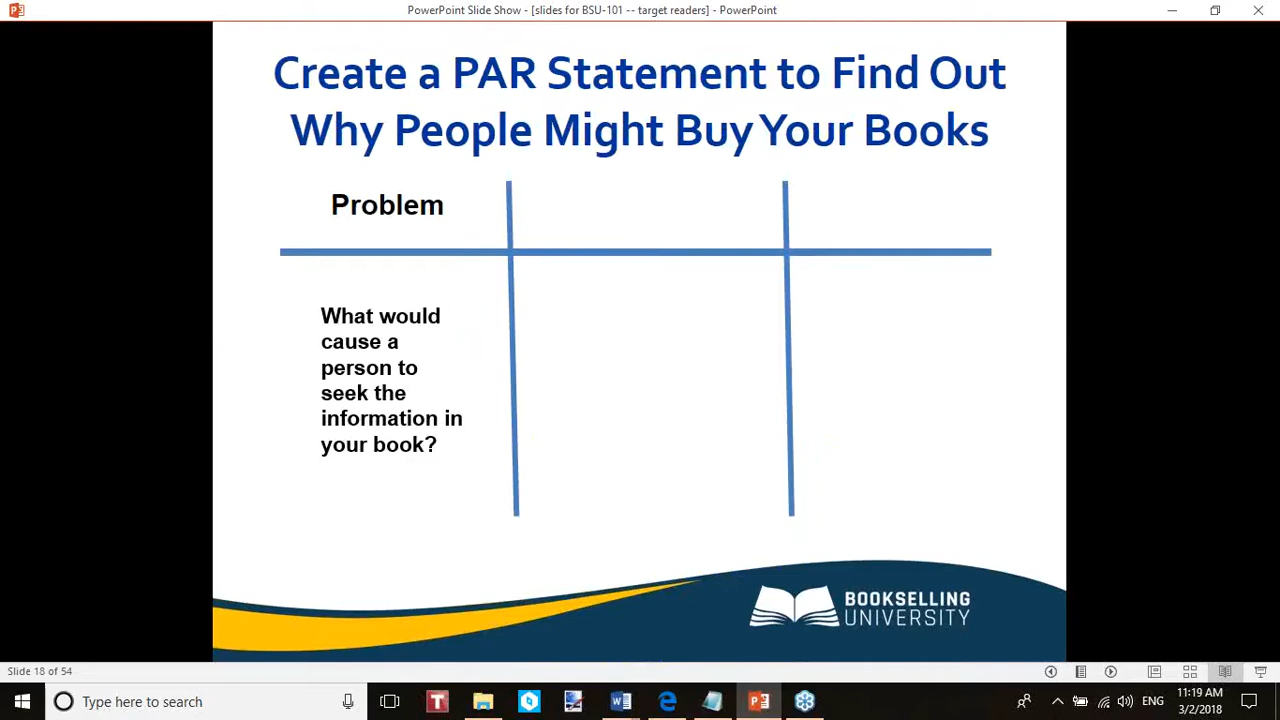 PowerPoint Slide Show - [slides for BSU-101 -- target readers] - PowerPoint
Create a PAR Statement to Find Out
Why People Might Buy Your Books
Problem
What would
cause a
person to
seek the
information in
your book?
BOOKSELLING
UNIVERSITY
Slide 18 of 54
Type here to search
ENG
11:19 AM
3/2/2018